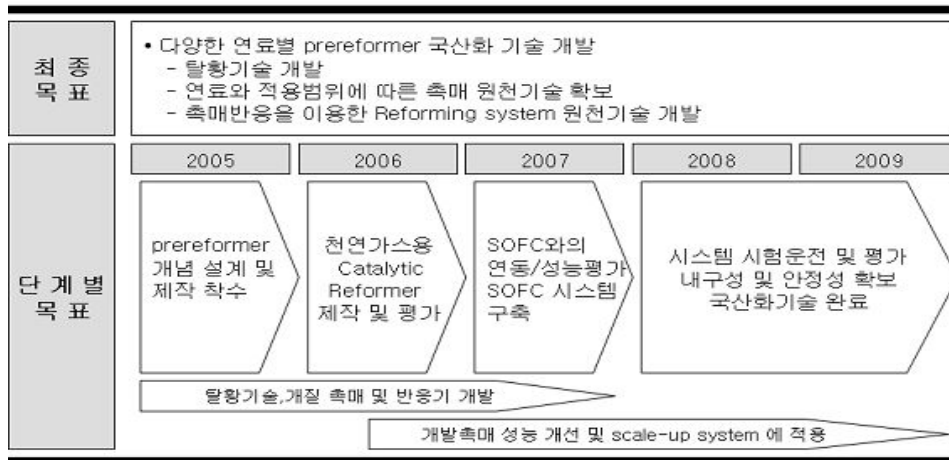 최 종
목 표
• 다양한 연료별 prereformer 국산화 기술 개발
- 탈황기술 개발
- 연료와 적용범위에 따른 촉매 원천기술 확보
- 촉매반응을 이용한 Reforming system 원천기술 개발
단 계 별
목 표
2005
2006
2007
2008
2009
prereformer
개념 설계 및
제작 착수
천연가스용
Catalytic
Reformer
제작 및 평가
SOFC와의
연동/성능평가
SOFC 시스템
구축
시스템 시험운전 및 평가
내구성 및 안정성 확보
국산화기술 완료
탈황기술,개질 촉매 및 반응기 개발
개발촉매 성능 개선 및 scale-up system 에 적용